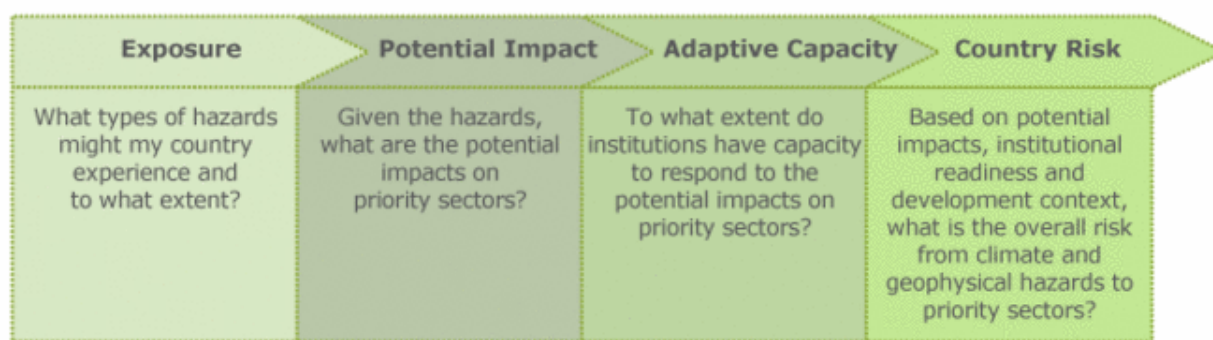 Exposure
Potential Impact
Adaptive Capacity
Country Risk
What types of hazards
might my country
experience and
to what extent?
Given the hazards,
what are the potential
impacts on
priority sectors?
To what extent do
institutions have capacity
to respond to the
potential impacts on
priority sectors?
Based on potential
impacts, institutional
readiness and
development context,
what is the overall risk
from climate and
geophysical hazards to
priority sectors?